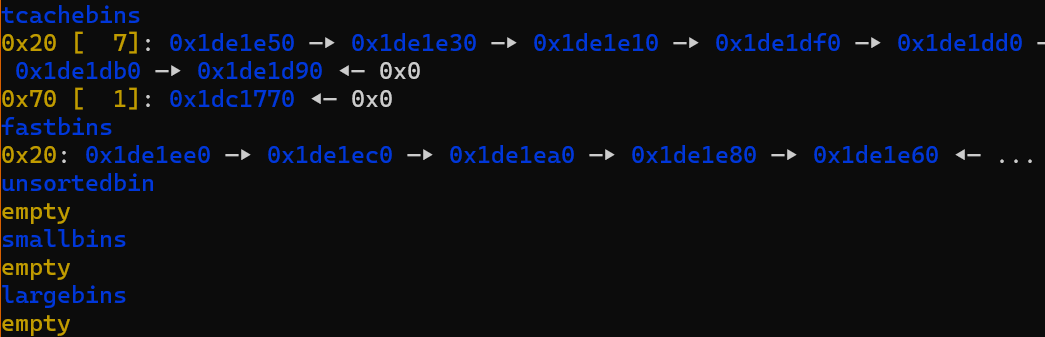 tcachebins
0x20 [  7]: 0x1de1e50 —▸ 0x1de1e30 —▸ 0x1de1e10 —▸ 0x1de1df0 —▸ 0x1de1dd0 —
 0x1de1db0 —▸ 0x1de1d90 ◂— 0x0
0x70 [  1]: 0x1dc1770 ◂— 0x0
fastbins
0x20: 0x1de1ee0 —▸ 0x1de1ec0 —▸ 0x1de1ea0 —▸ 0x1de1e80 —▸ 0x1de1e60 ◂— ...
unsortedbin
empty
smallbins
empty
largebins
empty